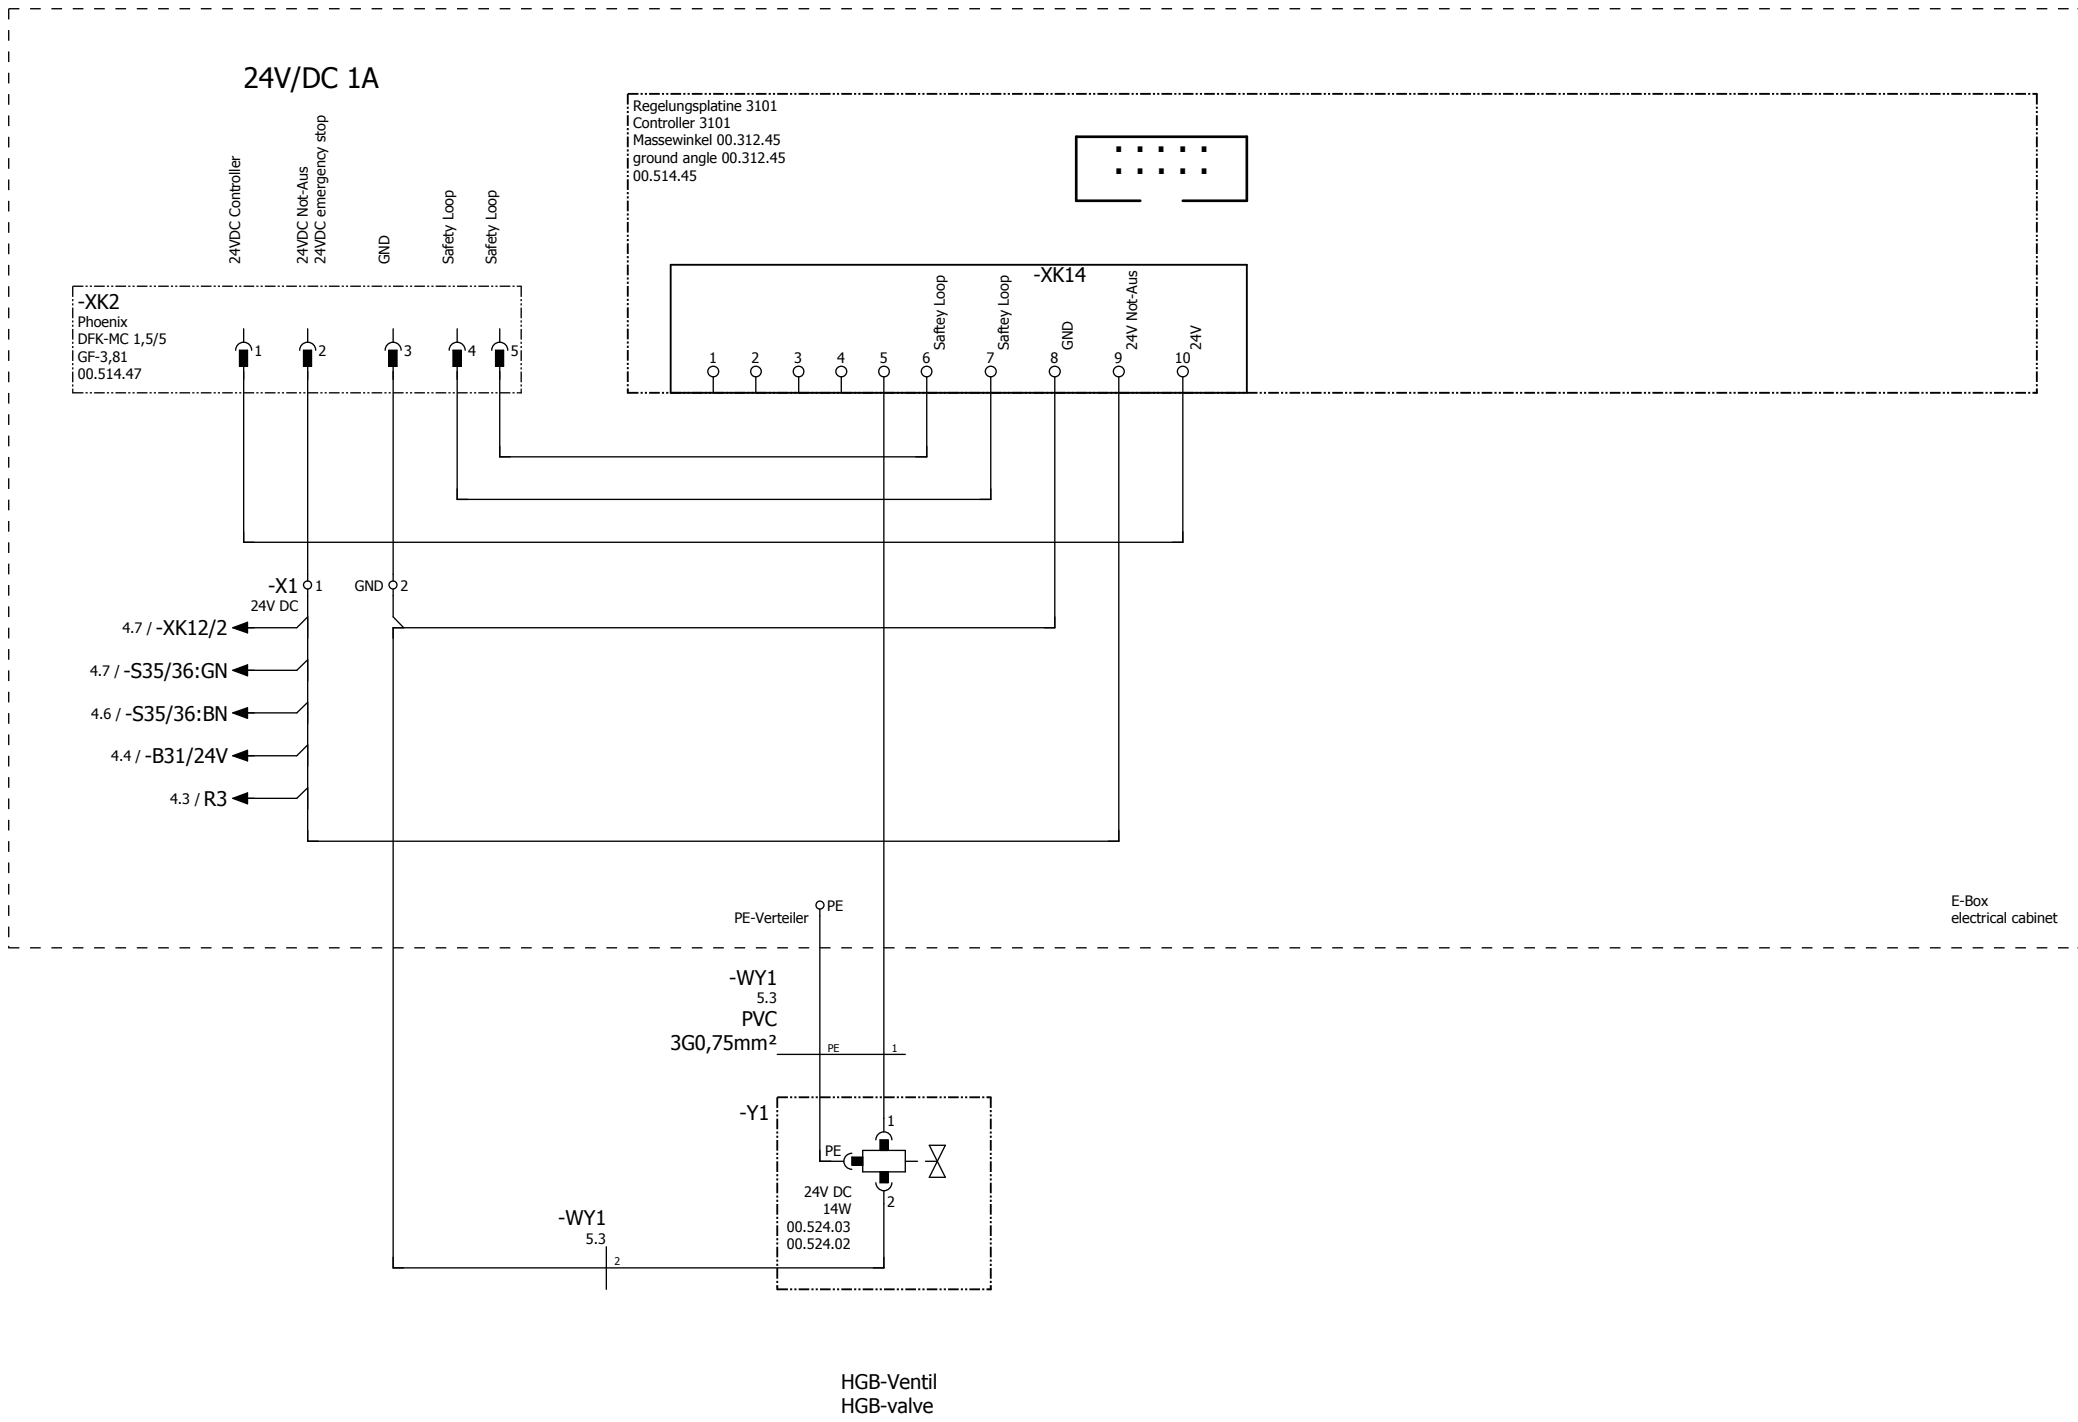 24V/DC 1A
24VDC Controller
24VDC Not-Aus
24VDC emergency stop
GND
Safety Loop
Safety Loop
-XK2
Phoenix
DFK-MC 1,5/5
GF-3,81
00.514.47
1
2
3
4
5
Regelungsplatine 3101
Controller 3101
Massewinkel 00.312.45
ground angle 00.312.45
00.514.45
-XK14
Saftey Loop
Saftey Loop
GND
24V Not-Aus
24V
1
2
3
4
5
6
7
8
9
10
-X1
1
24V DC
GND
2
4.7 / -XK12/2
4.7 / -S35/36:GN
4.6 / -S35/36:BN
4.4 / -B31/24V
4.3 / R3
PE
PE-Verteiler
E-Box
electrical cabinet
-WY1
5.3
PVC
3G0,75mm²
PE
1
-Y1
1
PE
2
24V DC
14W
00.524.03
00.524.02
-WY1
5.3
2
HGB-Ventil
HGB-valve